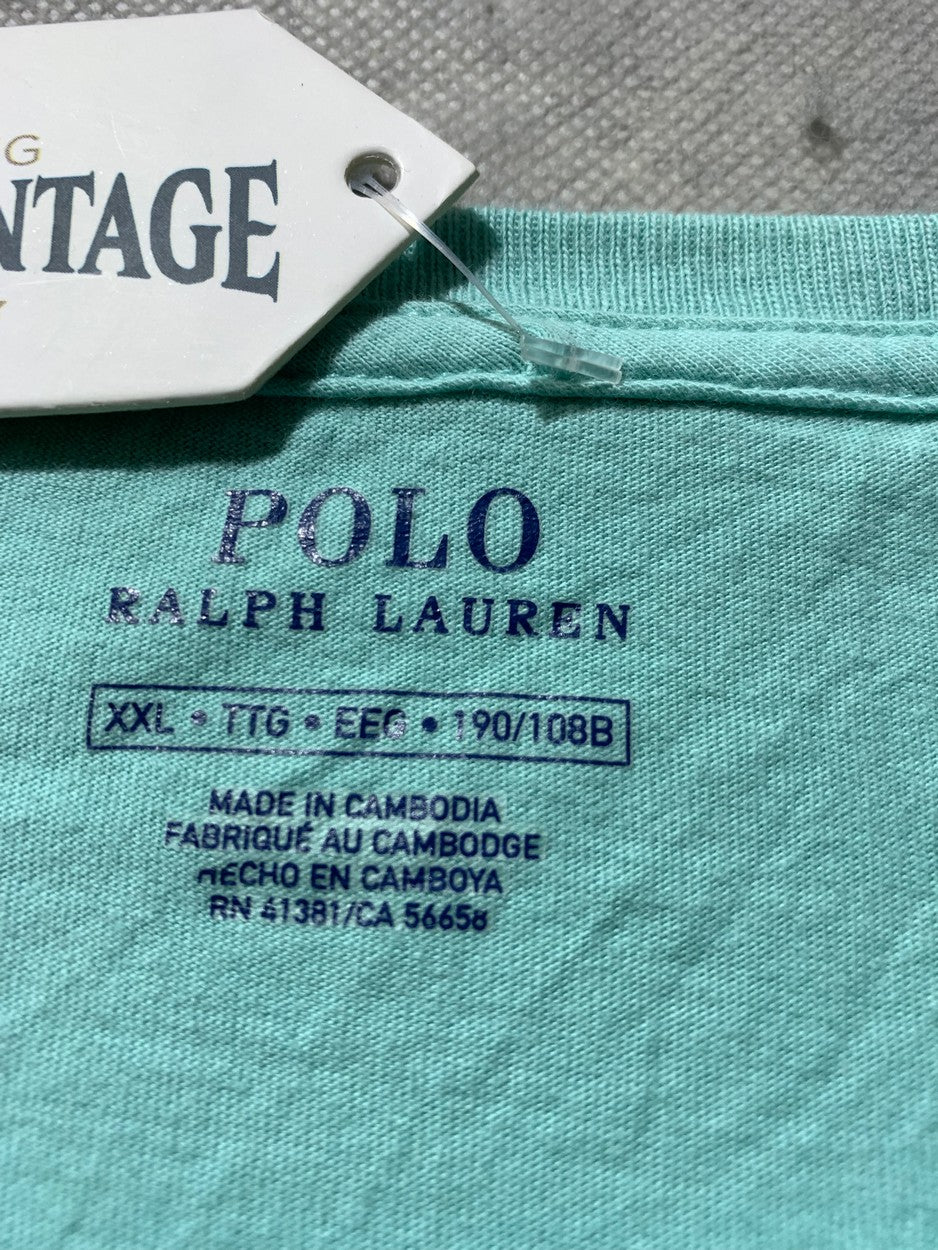 G
NTAGE
POLO
RALPH LAUREN
XXL • TTG • EEG • 190/108B
MADE IN CAMBODIA
FABRIQUÉ AU CAMBODGE
HECHO EN CAMBOYA
RN 41381/CA 56658